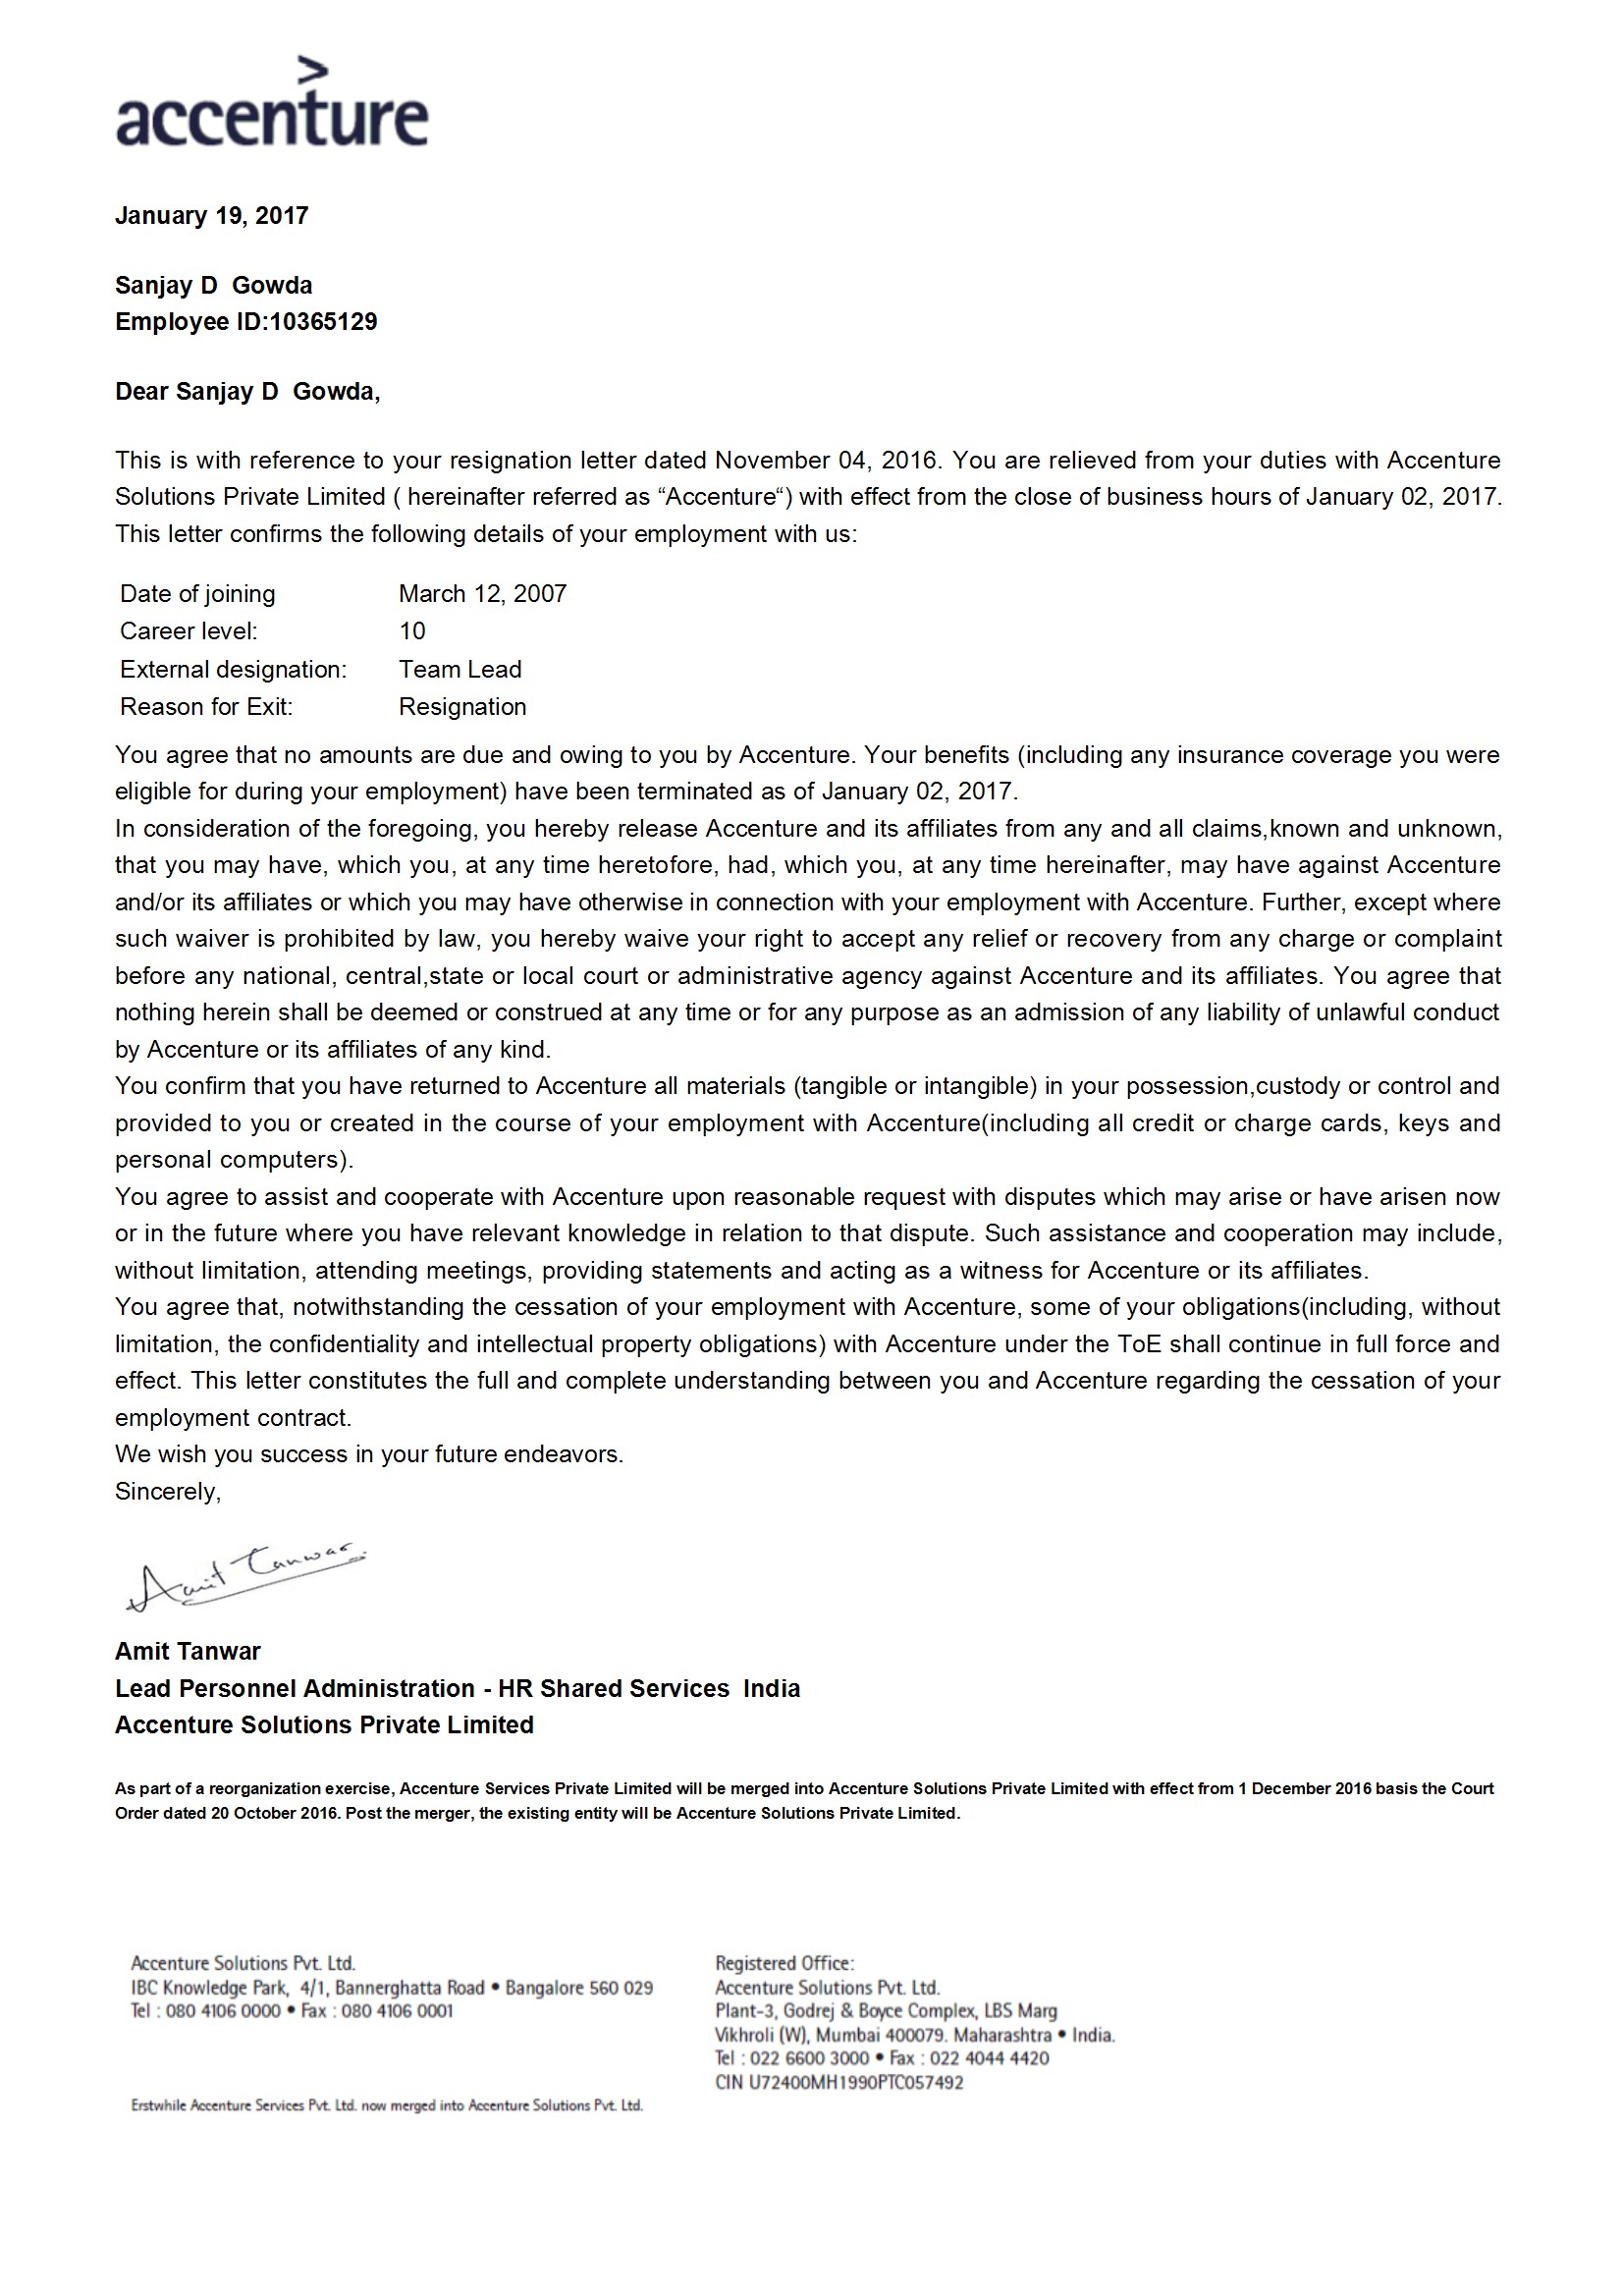 >
accenture
January 19, 2017
Sanjay D  Gowda
Employee ID:10365129
Dear Sanjay D  Gowda,
This is with reference to your resignation letter dated November 04, 2016. You are relieved from your duties with Accenture
Solutions Private Limited ( hereinafter referred as “Accenture“) with effect from the close of business hours of January 02, 2017.
This letter confirms the following details of your employment with us:
Date of joining March 12, 2007
Career level: 10
External designation: Team Lead
Reason for Exit: Resignation
You agree that no amounts are due and owing to you by Accenture. Your benefits (including any insurance coverage you were
eligible for during your employment) have been terminated as of January 02, 2017.
In consideration of the foregoing, you hereby release Accenture and its affiliates from any and all claims,known and unknown,
that you may have, which you, at any time heretofore, had, which you, at any time hereinafter, may have against Accenture
and/or its affiliates or which you may have otherwise in connection with your employment with Accenture. Further, except where
such waiver is prohibited by law, you hereby waive your right to accept any relief or recovery from any charge or complaint
before any national, central,state or local court or administrative agency against Accenture and its affiliates. You agree that
nothing herein shall be deemed or construed at any time or for any purpose as an admission of any liability of unlawful conduct
by Accenture or its affiliates of any kind.
You confirm that you have returned to Accenture all materials (tangible or intangible) in your possession,custody or control and
provided to you or created in the course of your employment with Accenture(including all credit or charge cards, keys and
personal computers).
You agree to assist and cooperate with Accenture upon reasonable request with disputes which may arise or have arisen now
or in the future where you have relevant knowledge in relation to that dispute. Such assistance and cooperation may include,
without limitation, attending meetings, providing statements and acting as a witness for Accenture or its affiliates.
You agree that, notwithstanding the cessation of your employment with Accenture, some of your obligations(including, without
limitation, the confidentiality and intellectual property obligations) with Accenture under the ToE shall continue in full force and
effect. This letter constitutes the full and complete understanding between you and Accenture regarding the cessation of your
employment contract.
We wish you success in your future endeavors.
Sincerely,
Amit Tanwar
Amit Tanwar
Lead Personnel Administration - HR Shared Services  India
Accenture Solutions Private Limited
As part of a reorganization exercise, Accenture Services Private Limited will be merged into Accenture Solutions Private Limited with effect from 1 December 2016 basis the Court
Order dated 20 October 2016. Post the merger, the existing entity will be Accenture Solutions Private Limited.
Accenture Solutions Pvt. Ltd.
IBC Knowledge Park,  4/1, Bannerghatta Road • Bangalore 560 029
Tel : 080 4106 0000 • Fax : 080 4106 0001
Erstwhile Accenture Services Pvt. Ltd. now merged into Accenture Solutions Pvt. Ltd.
Registered Office:
Accenture Solutions Pvt. Ltd.
Plant-3, Godrej & Boyce Complex, LBS Marg
Vikhroli (W), Mumbai 400079. Maharashtra • India.
Tel : 022 6600 3000 • Fax : 022 4044 4420
CIN U72400MH1990PTC057492